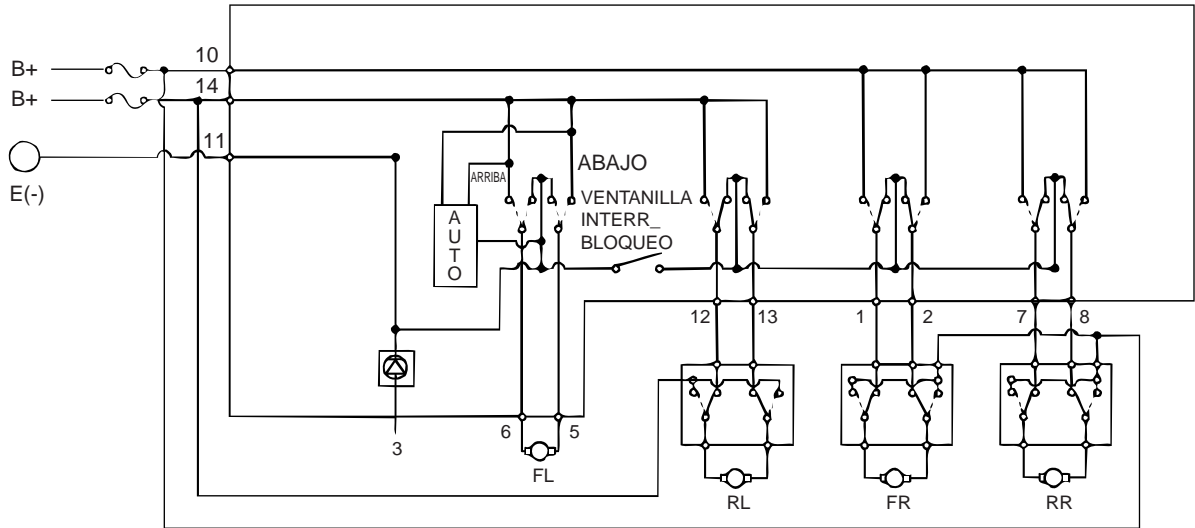 10
B+
14
B+
11
E(-)
ARRIBA
ABAJO
VENTANILLA
INTERR_
BLOQUEO
AUTO
12
13
1
2
7
8
3
6
5
FL
RL
FR
RR